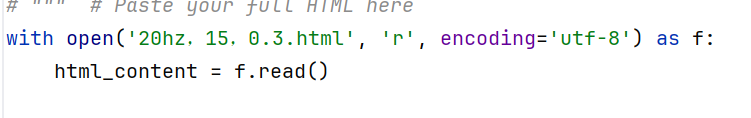 # """  # Paste your full HTML here
with open('20hz. 15. 0.3.html', 'r', encoding='utf-8') as f:
    html_content = f.read()